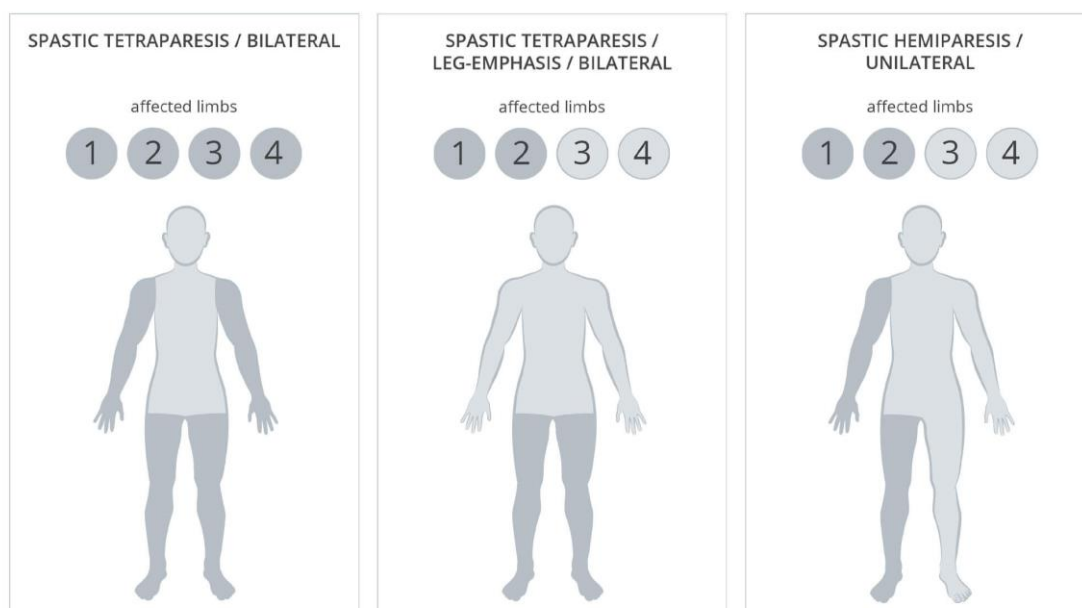 SPASTIC TETRAPARESIS / BILATERAL
affected limbs
1 2 3 4
SPASTIC TETRAPARESIS /
LEG-EMPHASIS / BILATERAL
affected limbs
1 2 3 4
SPASTIC HEMIPARESIS /
UNILATERAL
affected limbs
1 2 3 4